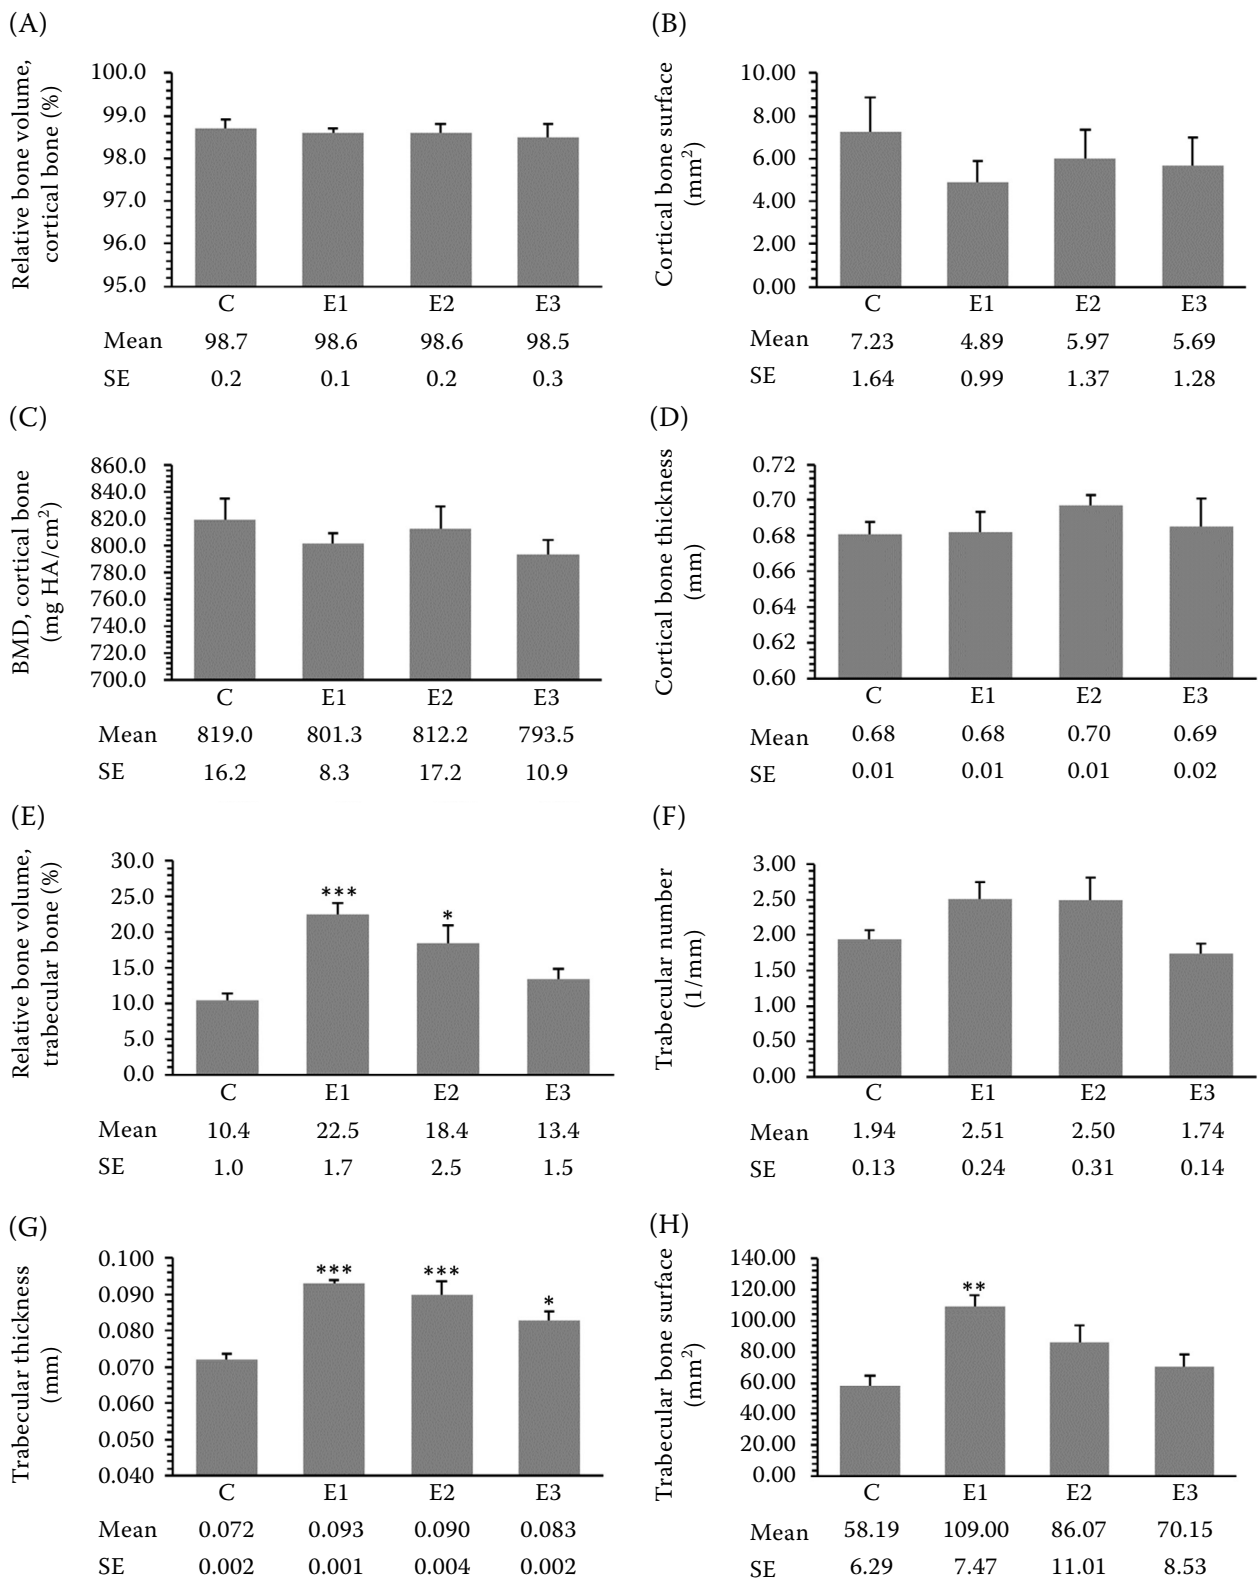 (A)
Relative bone volume,
cortical bone (%)
100.0
99.0
98.0
97.0
96.0
95.0
C E1 E2 E3
Mean 98.7 98.6 98.6 98.5
SE 0.2 0.1 0.2 0.3
(B)
Cortical bone surface
(mm²)
10.00
8.00
6.00
4.00
2.00
0.00
C E1 E2 E3
Mean 7.23 4.89 5.97 5.69
SE 1.64 0.99 1.37 1.28
(C)
BMD, cortical bone
(mg HA/cm²)
860.0
840.0
820.0
800.0
780.0
760.0
740.0
720.0
700.0
C E1 E2 E3
Mean 819.0 801.3 812.2 793.5
SE 16.2 8.3 17.2 10.9
(D)
Cortical bone thickness
(mm)
0.72
0.70
0.68
0.66
0.64
0.62
0.60
C E1 E2 E3
Mean 0.68 0.68 0.70 0.69
SE 0.01 0.01 0.01 0.02
(E)
Relative bone volume,
trabecular bone (%)
30.0
25.0
20.0
15.0
10.0
5.0
0.0
*** *
C E1 E2 E3
Mean 10.4 22.5 18.4 13.4
SE 1.0 1.7 2.5 1.5
(F)
Trabecular number
(1/mm)
3.00
2.50
2.00
1.50
1.00
0.50
0.00
C E1 E2 E3
Mean 1.94 2.51 2.50 1.74
SE 0.13 0.24 0.31 0.14
(G)
Trabecular thickness
(mm)
0.100
0.090
0.080
0.070
0.060
0.050
0.040
*** *** *
C E1 E2 E3
Mean 0.072 0.093 0.090 0.083
SE 0.002 0.001 0.004 0.002
(H)
Trabecular bone surface
(mm²)
140.00
120.00
100.00
80.00
60.00
40.00
20.00
0.00
**
C E1 E2 E3
Mean 58.19 109.00 86.07 70.15
SE 6.29 7.47 11.01 8.53